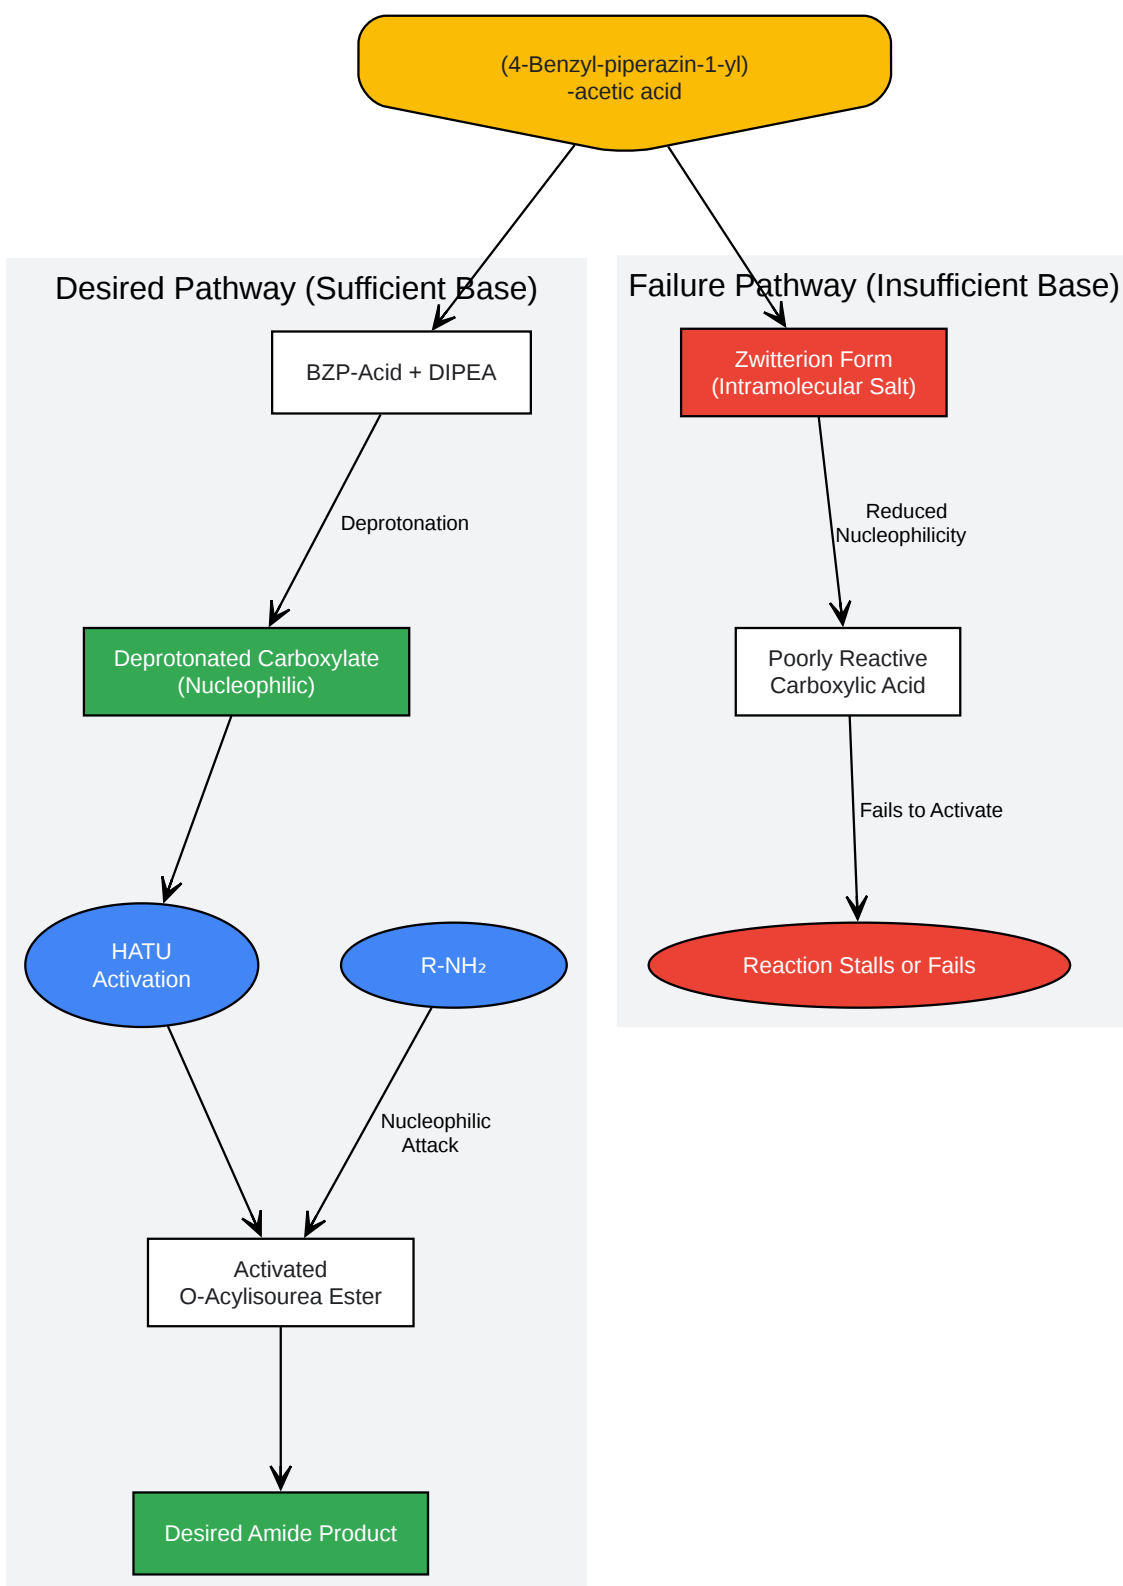 (4-Benzyl-piperazin-1-yl)
-acetic acid
Desired Pathway (Sufficient Base)
BZP-Acid + DIPEA
Deprotonation
Deprotonated Carboxylate
(Nucleophilic)
HATU
Activation
R-NH₂
Nucleophilic
Attack
Activated
O-Acylisourea Ester
Desired Amide Product
Failure Pathway (Insufficient Base)
Zwitterion Form
(Intramolecular Salt)
Reduced
Nucleophilicity
Poorly Reactive
Carboxylic Acid
Fails to Activate
Reaction Stalls or Fails